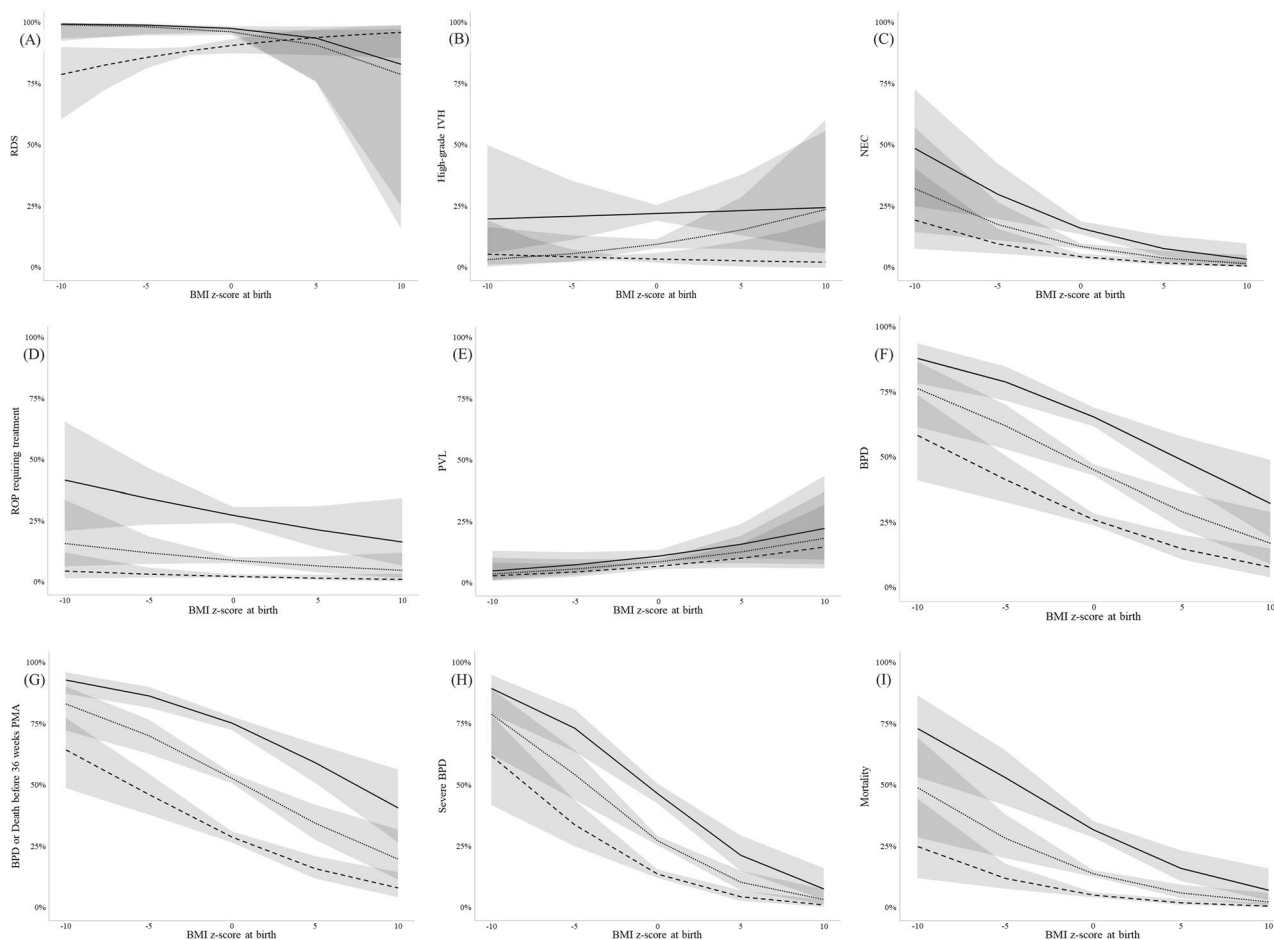 (A)
RDS
100%
75%
50%
25%
0%
-10 -5 0 5 10
BMI z-score at birth
(B)
High-grade IVH
100%
75%
50%
25%
0%
-10 -5 0 5 10
BMI z-score at birth
(C)
NEC
100%
75%
50%
25%
0%
-10 -5 0 5 10
BMI z-score at birth
(D)
ROP requiring treatment
100%
75%
50%
25%
0%
-10 -5 0 5 10
BMI z-score at birth
(E)
PVL
100%
75%
50%
25%
0%
-10 -5 0 5 10
BMI z-score at birth
(F)
BPD
100%
75%
50%
25%
0%
-10 -5 0 5 10
BMI z-score at birth
(G)
BPD or Death before 36 weeks PMA
100%
75%
50%
25%
0%
-10 -5 0 5 10
BMI z-score at birth
(H)
Severe BPD
100%
75%
50%
25%
0%
-10 -5 0 5 10
BMI z-score at birth
(I)
Mortality
100%
75%
50%
25%
0%
-10 -5 0 5 10
BMI z-score at birth